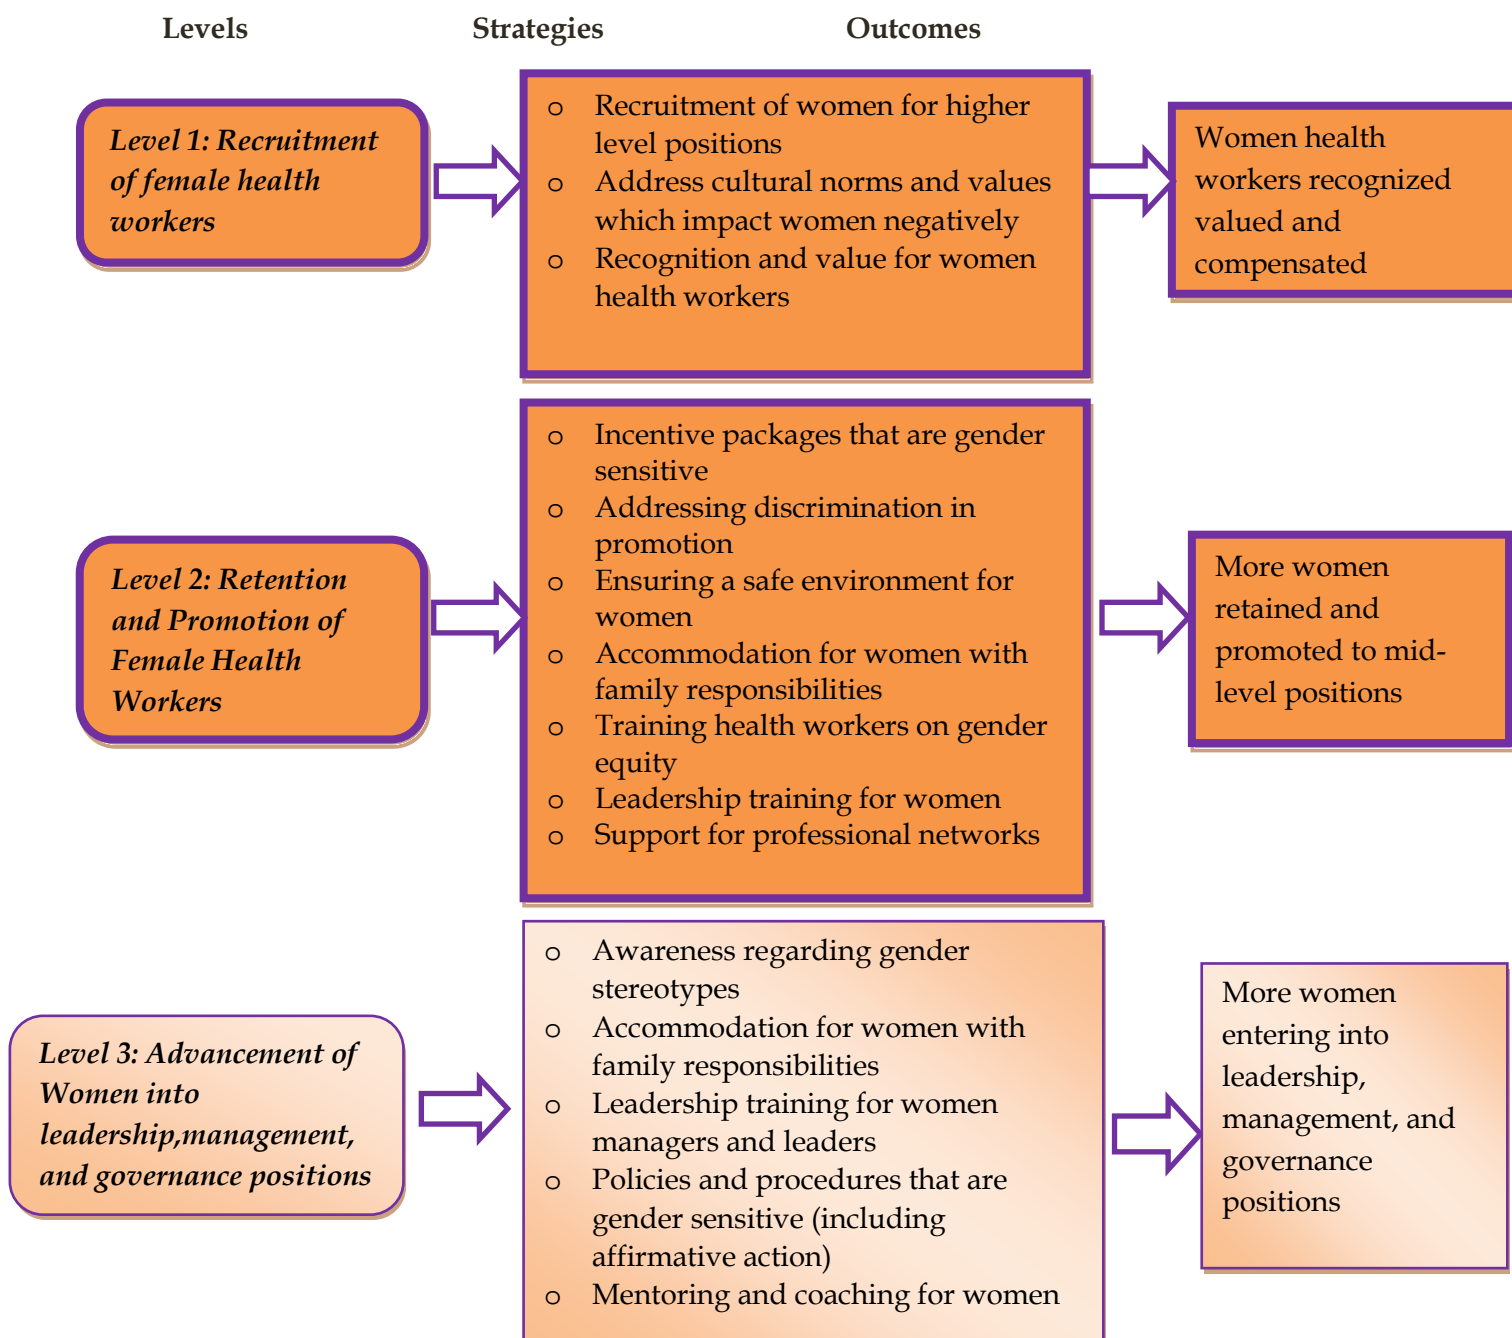 Levels Strategies Outcomes
Level 1: Recruitment
of female health
workers
o Recruitment of women for higher
level positions
o Address cultural norms and values
which impact women negatively
o Recognition and value for women
health workers
Women health
workers recognized
valued and
compensated
Level 2: Retention
and Promotion of
Female Health
Workers
o Incentive packages that are gender
sensitive
o Addressing discrimination in
promotion
o Ensuring a safe environment for
women
o Accommodation for women with
family responsibilities
o Training health workers on gender
equity
o Leadership training for women
o Support for professional networks
More women
retained and
promoted to mid-
level positions
Level 3: Advancement of
Women into
leadership,management,
and governance positions
o Awareness regarding gender
stereotypes
o Accommodation for women with
family responsibilities
o Leadership training for women
managers and leaders
o Policies and procedures that are
gender sensitive (including
affirmative action)
o Mentoring and coaching for women
More women
entering into
leadership,
management, and
governance
positions